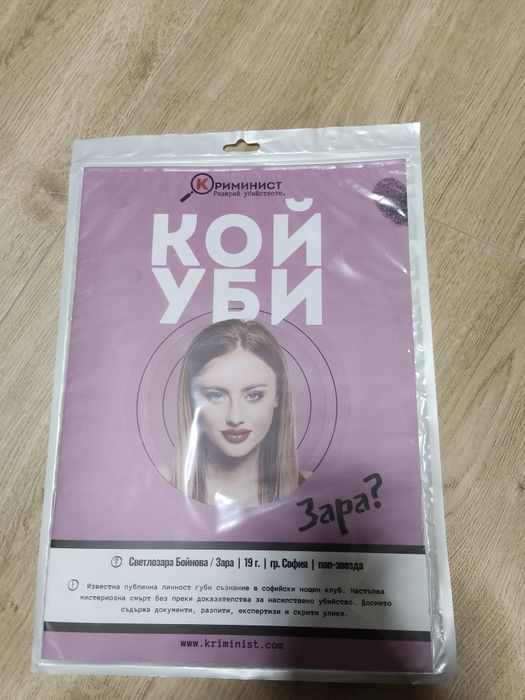 КРИМИНИСТ
Разкрий убийството.
КОЙ
УБИ
Зара?
Светлозара Бойнова / Зара | 19 г. | гр. София | поп-звезда
Известна публична личност губи съзнание в софийски нощен клуб. Настъпва
мистериозна смърт без преки доказателства за насилствено убийство. Досието
съдържа документи, разпити, експертизи и скрити улики.
www.kriminist.com